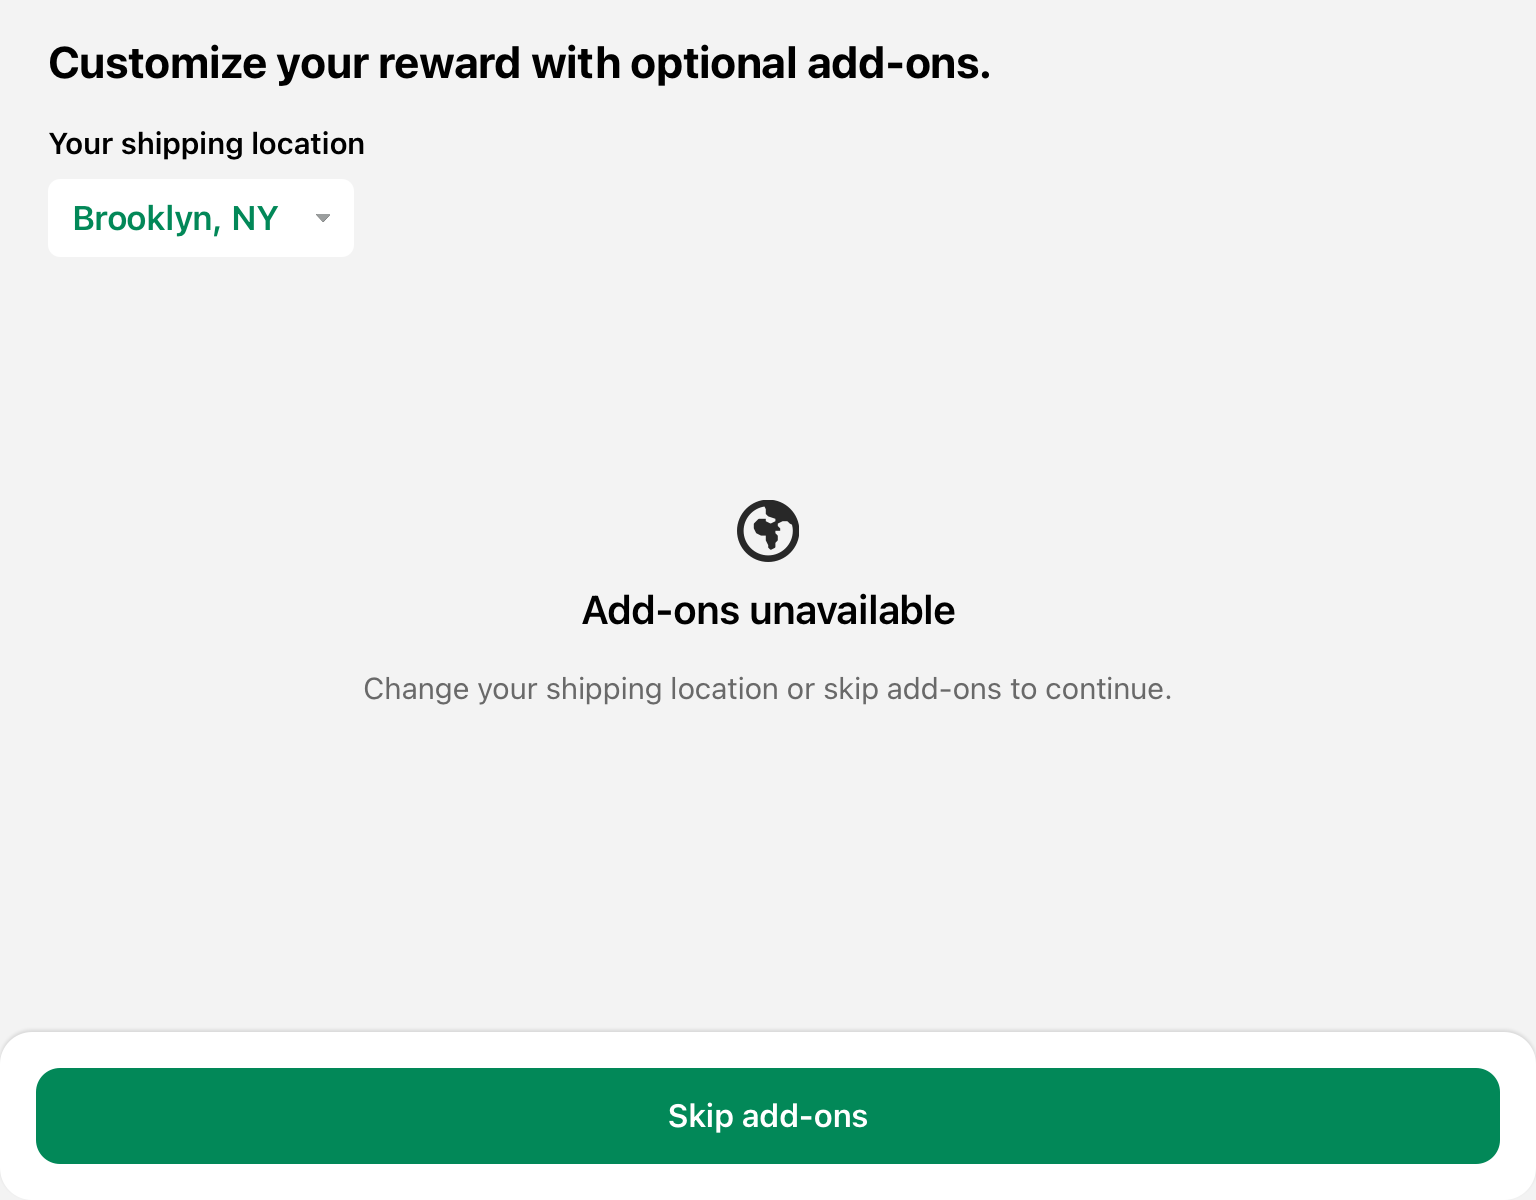 Customize your reward with optional add-ons.
Your shipping location
Brooklyn, NY
Add-ons unavailable
Change your shipping location or skip add-ons to continue.
Skip add-ons